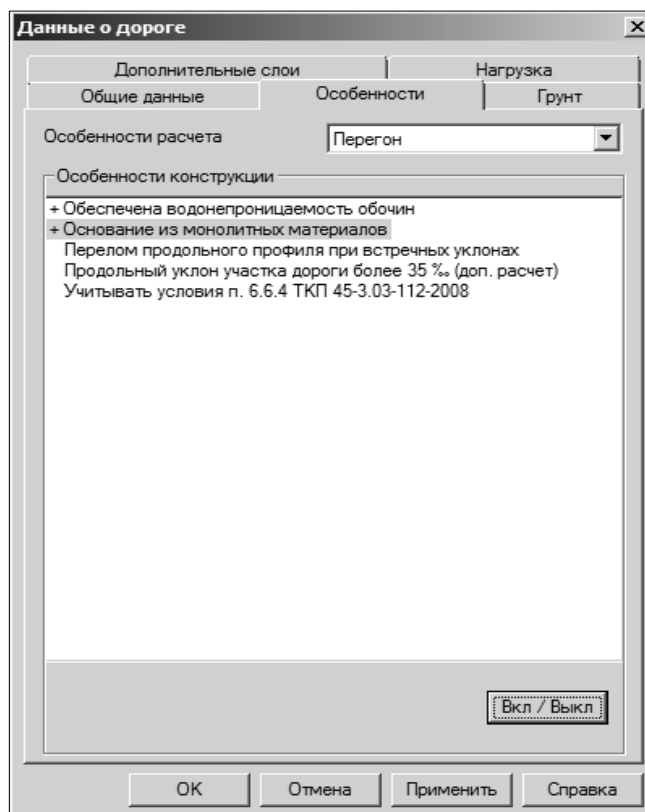 Данные о дороге
Дополнительные слои
Нагрузка
Общие данные
Особенности
Грунт
Особенности расчета
Перегон
Особенности конструкции
+ Обеспечена водонепроницаемость обочин
+ Основание из монолитных материалов
Перелом продольного профиля при встречных уклонах
Продольный уклон участка дороги более 35 ‰ (доп. расчет)
Учитывать условия п. 6.6.4 ТКП 45-3.03-112-2008
Вкл / Выкл
OK
Отмена
Применить
Справка